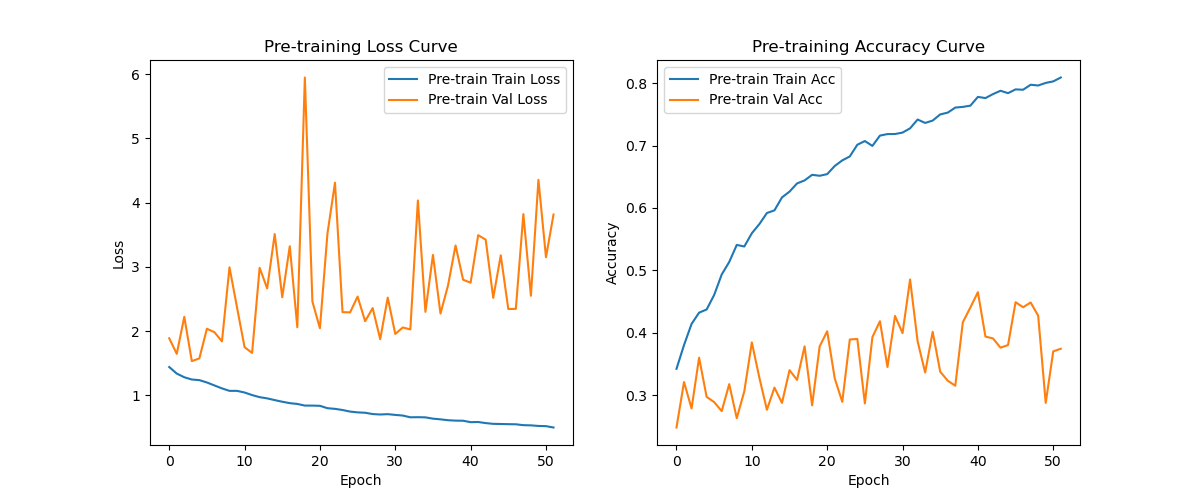 Pre-training Loss Curve
Pre-train Train Loss
Pre-train Val Loss
6
5
4
3
2
1
Loss
0
10
20
30
40
50
Epoch
Pre-training Accuracy Curve
Pre-train Train Acc
Pre-train Val Acc
0.8
0.7
0.6
0.5
0.4
0.3
Accuracy
0
10
20
30
40
50
Epoch